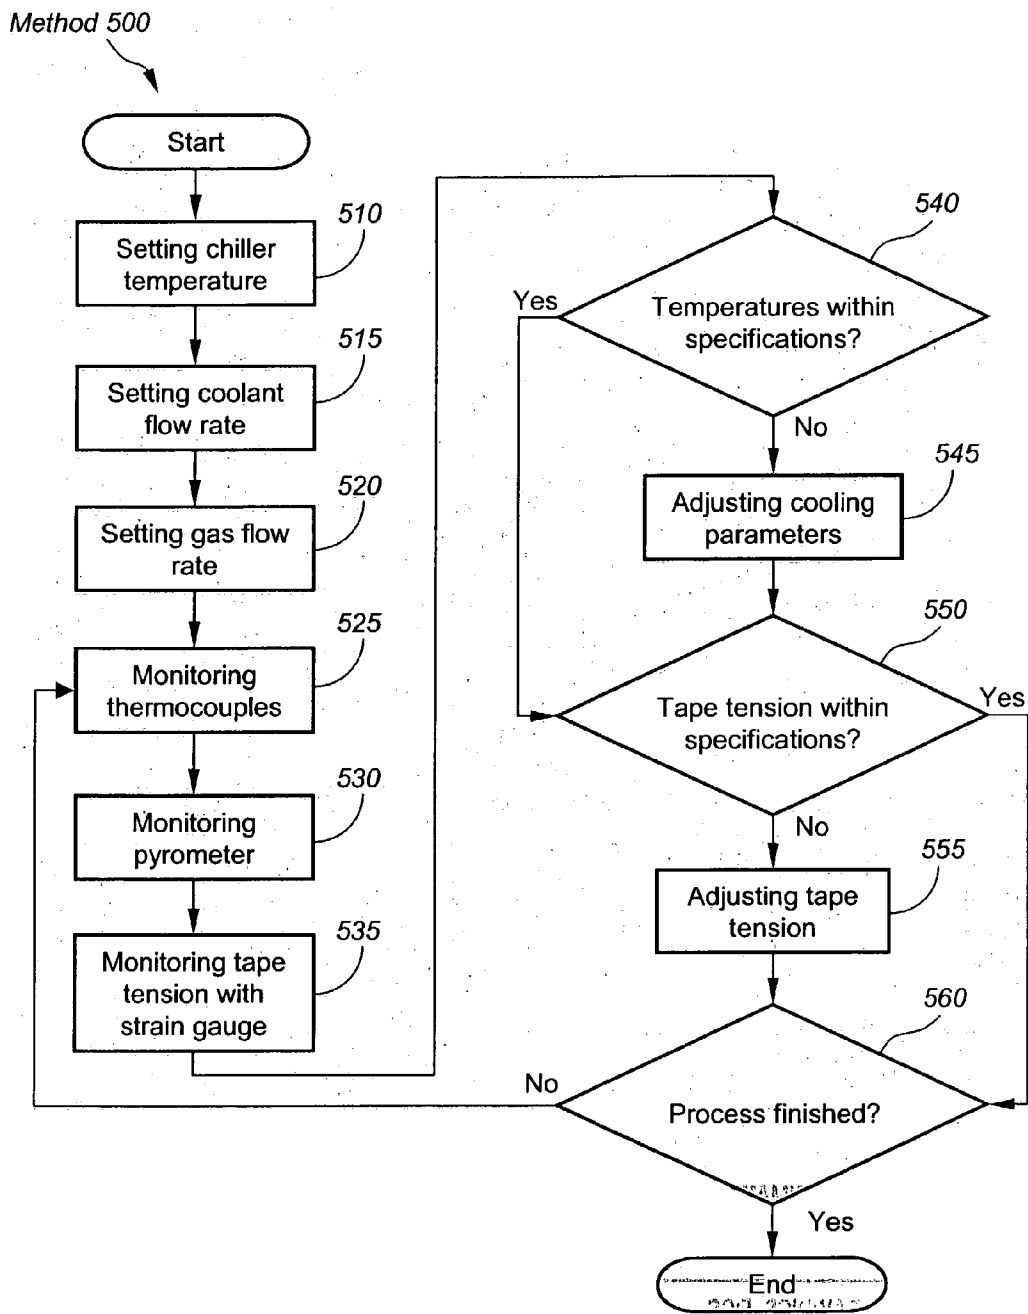 Method 500
Start
510
Setting chiller
temperature
515
Setting coolant
flow rate
520
Setting gas flow
rate
525
Monitoring
thermocouples
530
Monitoring
pyrometer
535
Monitoring tape
tension with
strain gauge
540
Temperatures within
specifications?
Yes
No
545
Adjusting cooling
parameters
550
Tape tension within
specifications?
Yes
No
555
Adjusting tape
tension
560
Process finished?
No
Yes
End